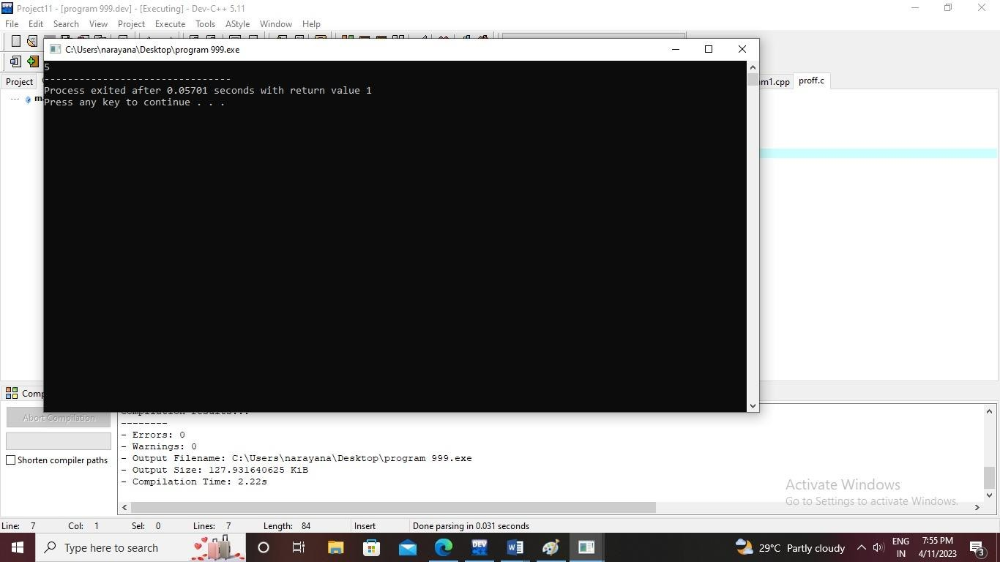 Project11 - [program 999.dev] - [Executing] - Dev-C++ 5.11
File Edit Search View Project Execute Tools AStyle Window Help
C:\Users\narayana\Desktop\program 999.exe
5
--------------------------------
Process exited after 0.05701 seconds with return value 1
Press any key to continue . . .
Project
m1.cpp
proff.c
Abort Compilation
Shorten compiler paths
Compilation results...
--------
- Errors: 0
- Warnings: 0
- Output Filename: C:\Users\narayana\Desktop\program 999.exe
- Output Size: 127.931640625 KiB
- Compilation Time: 2.22s
Activate Windows
Go to Settings to activate Windows.
Line: 7 Col: 1 Sel: 0 Lines: 7 Length: 84 Insert Done parsing in 0.031 seconds
Type here to search
DEV
29°C Partly cloudy
ENG
IN
7:55 PM
4/11/2023
3